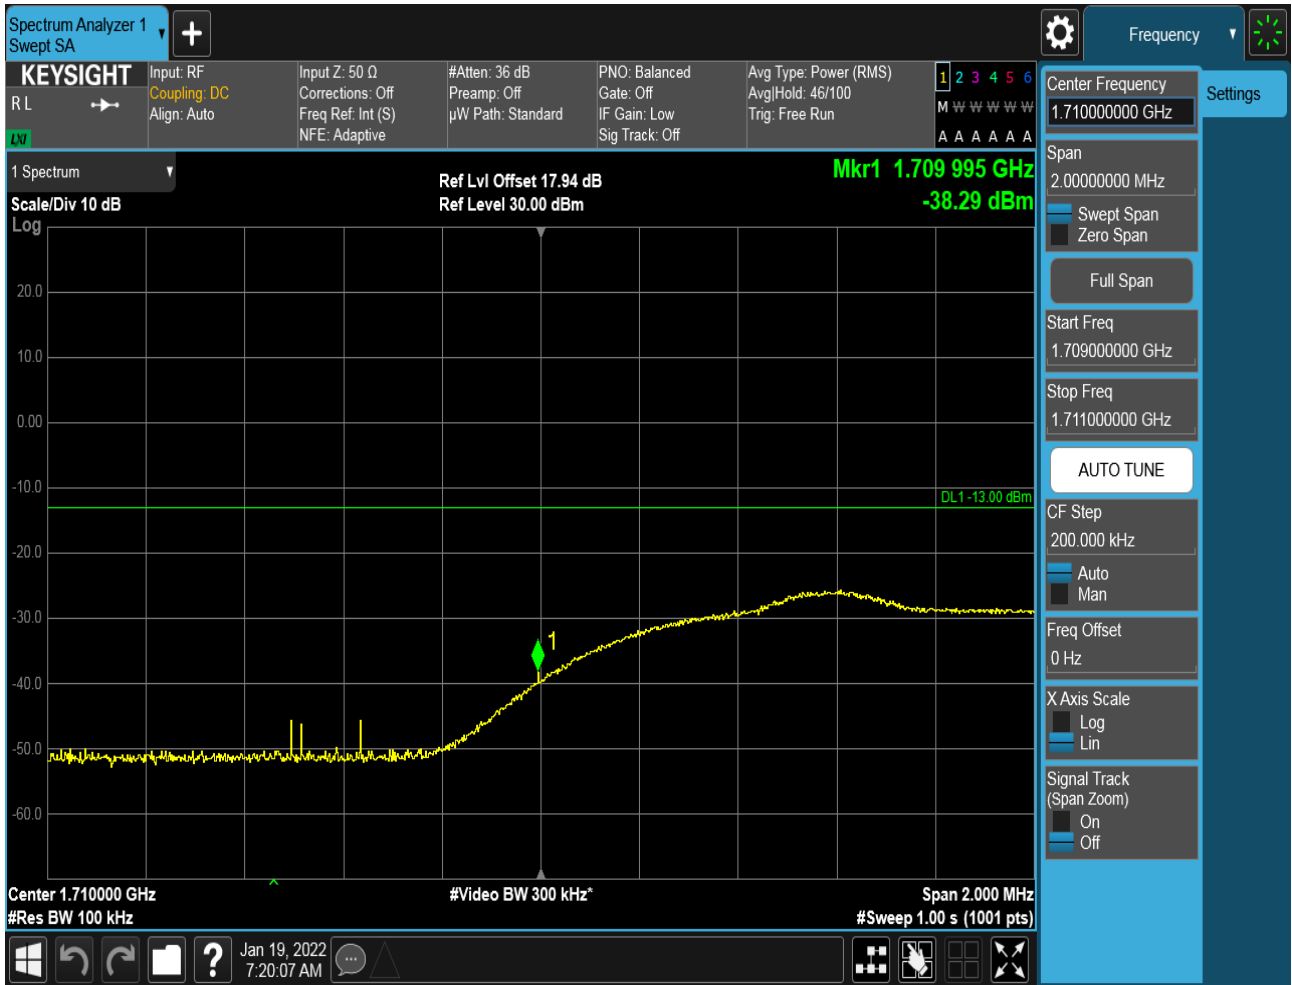 Spectrum Analyzer 1
Swept SA
Frequency
KEYSIGHT
R L
LXI
Input: RF
Coupling: DC
Align: Auto
Input Z: 50 Ω
Corrections: Off
Freq Ref: Int (S)
NFE: Adaptive
#Atten: 36 dB
Preamp: Off
µW Path: Standard
PNO: Balanced
Gate: Off
IF Gain: Low
Sig Track: Off
Avg Type: Power (RMS)
Avg|Hold: 46/100
Trig: Free Run
1 2 3 4 5 6
M W W W W W
A A A A A A
1 Spectrum
Scale/Div 10 dB
Log
Ref Lvl Offset 17.94 dB
Ref Level 30.00 dBm
Mkr1 1.709 995 GHz
-38.29 dBm
20.0
10.0
0.00
-10.0
DL1 -13.00 dBm
-20.0
-30.0
1
-40.0
-50.0
-60.0
Center 1.710000 GHz
#Video BW 300 kHz*
Span 2.000 MHz
#Res BW 100 kHz
#Sweep 1.00 s (1001 pts)
?
Jan 19, 2022
7:20:07 AM
Center Frequency
1.710000000 GHz
Settings
Span
2.00000000 MHz
Swept Span
Zero Span
Full Span
Start Freq
1.709000000 GHz
Stop Freq
1.711000000 GHz
AUTO TUNE
CF Step
200.000 kHz
Auto
Man
Freq Offset
0 Hz
X Axis Scale
Log
Lin
Signal Track
(Span Zoom)
On
Off